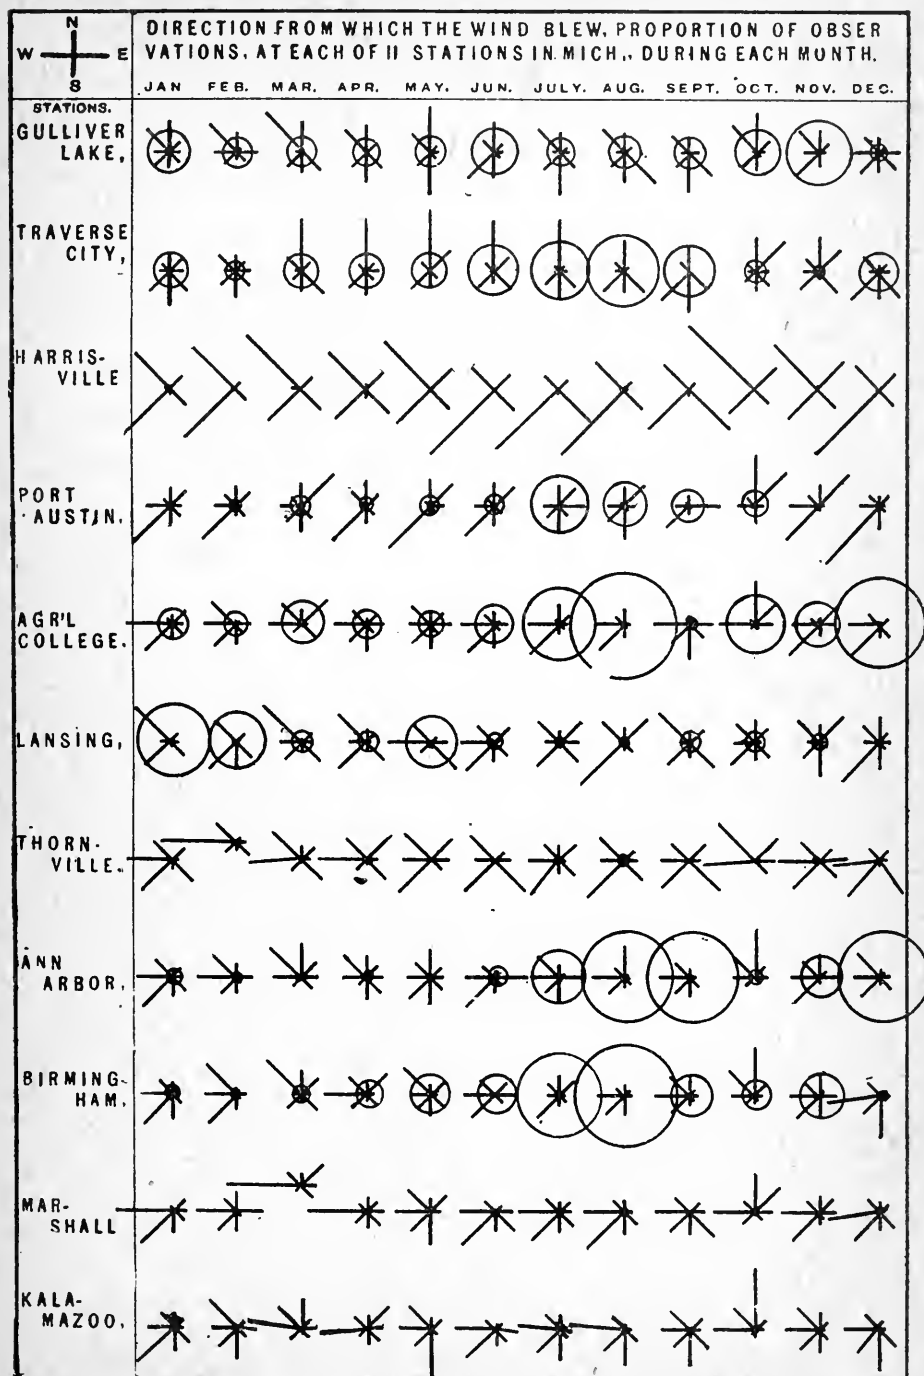 N
W E
S
DIRECTION FROM WHICH THE WIND BLEW, PROPORTION OF OBSER
VATIONS, AT EACH OF 11 STATIONS IN MICH., DURING EACH MONTH.
JAN FEB. MAR. APR. MAY. JUN. JULY. AUG. SEPT. OCT. NOV. DEC.
STATIONS.
GULLIVER
LAKE,
TRAVERSE
CITY,
HARRIS-
VILLE
PORT
AUSTIN.
AGR'L
COLLEGE.
LANSING,
THORN-
VILLE.
ANN
ARBOR,
BIRMING-
HAM.
MAR-
SHALL
KALA-
MAZOO,